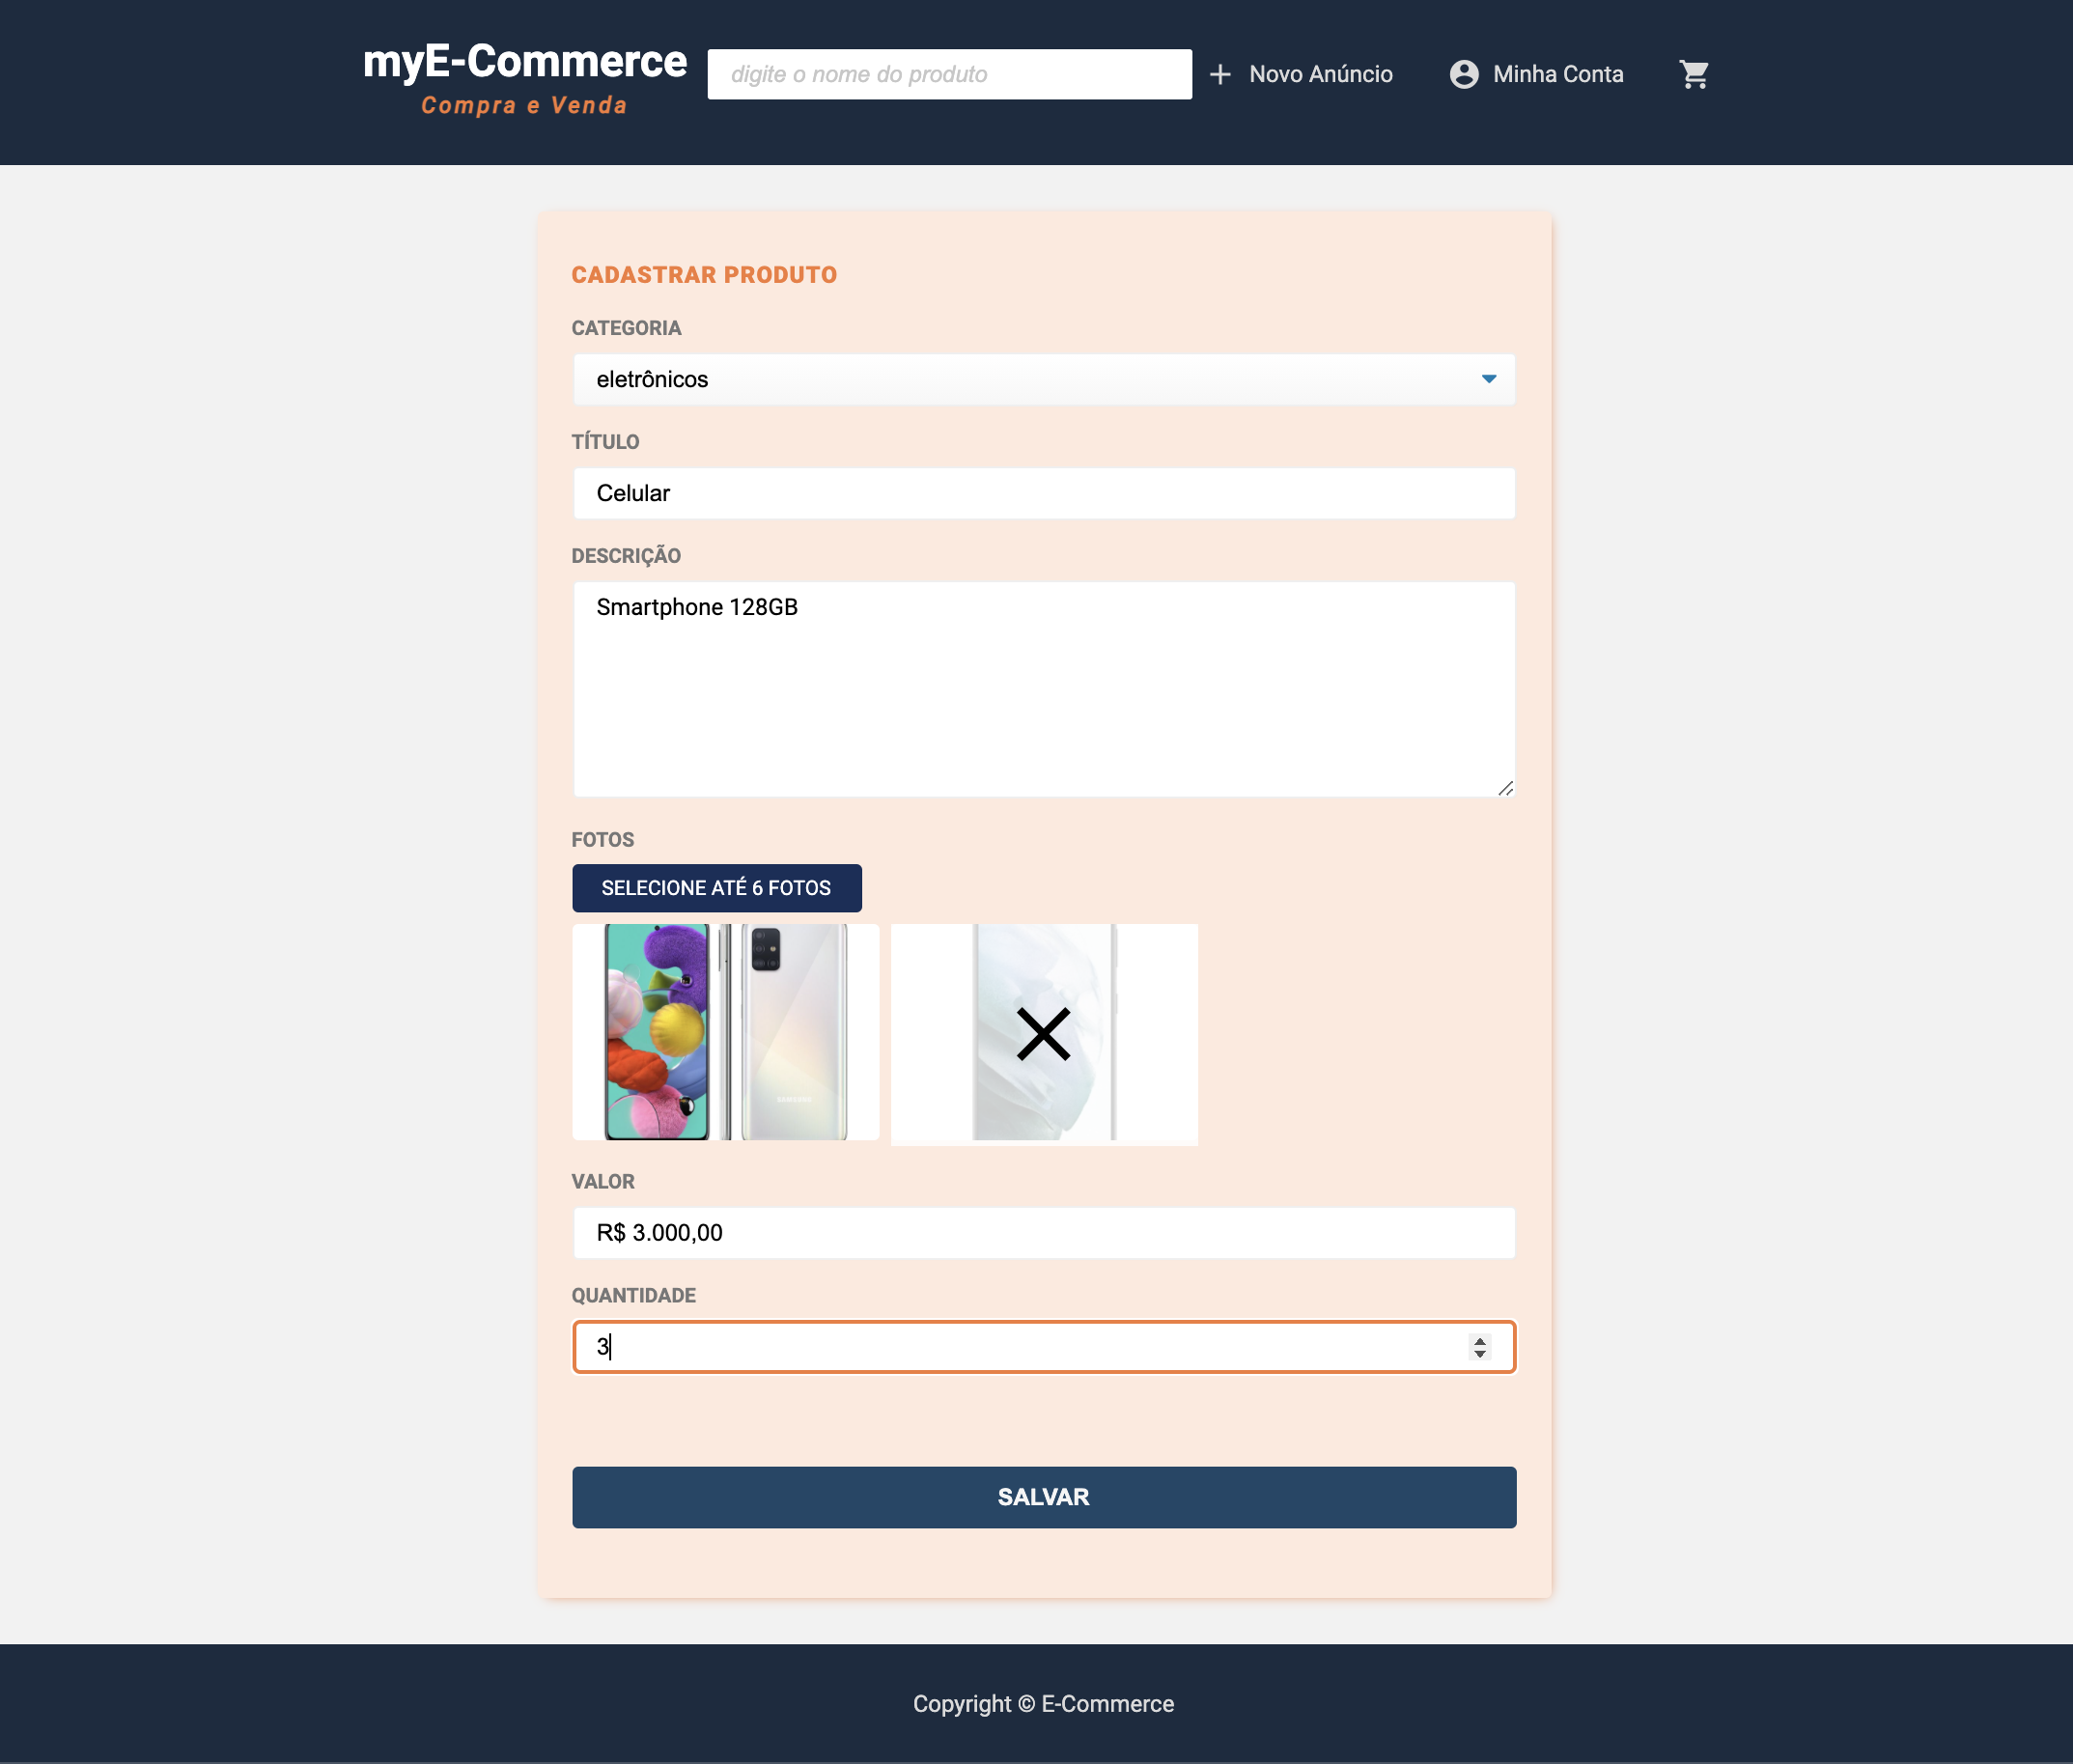 myE-Commerce
Compra e Venda
digite o nome do produto
Novo Anúncio
Minha Conta
CADASTRAR PRODUTO
CATEGORIA
eletrônicos
TÍTULO
Celular
DESCRIÇÃO
Smartphone 128GB
FOTOS
SELECIONE ATÉ 6 FOTOS
SAMSUNG
VALOR
R$ 3.000,00
QUANTIDADE
3
SALVAR
Copyright © E-Commerce